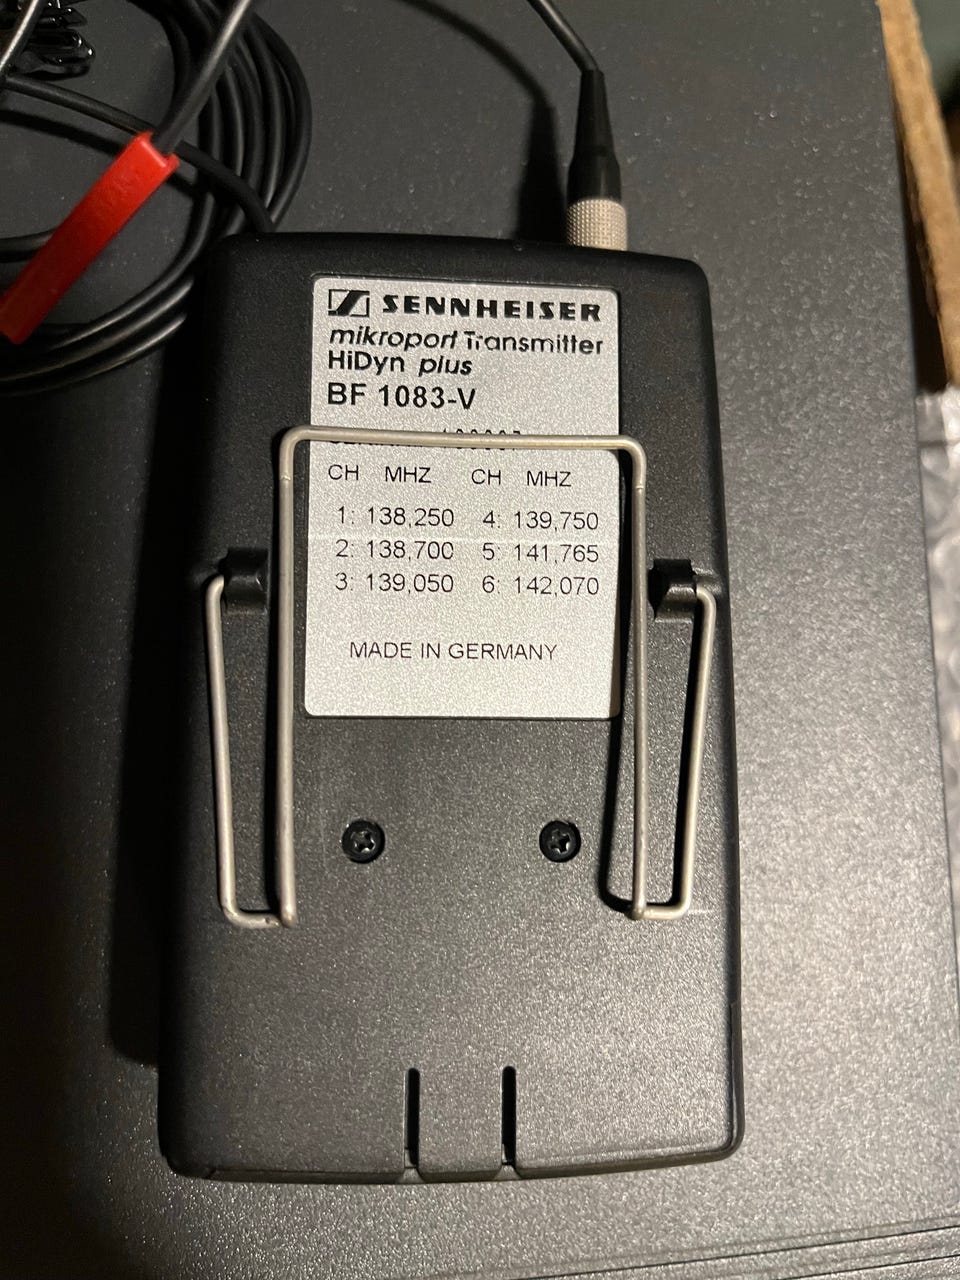 SENNHEISER
mikroport Transmitter
HiDyn plus
BF 1083-V
CH MHZ CH MHZ
1: 138,250 4: 139,750
2: 138,700 5: 141,765
3: 139,050 6: 142,070
MADE IN GERMANY